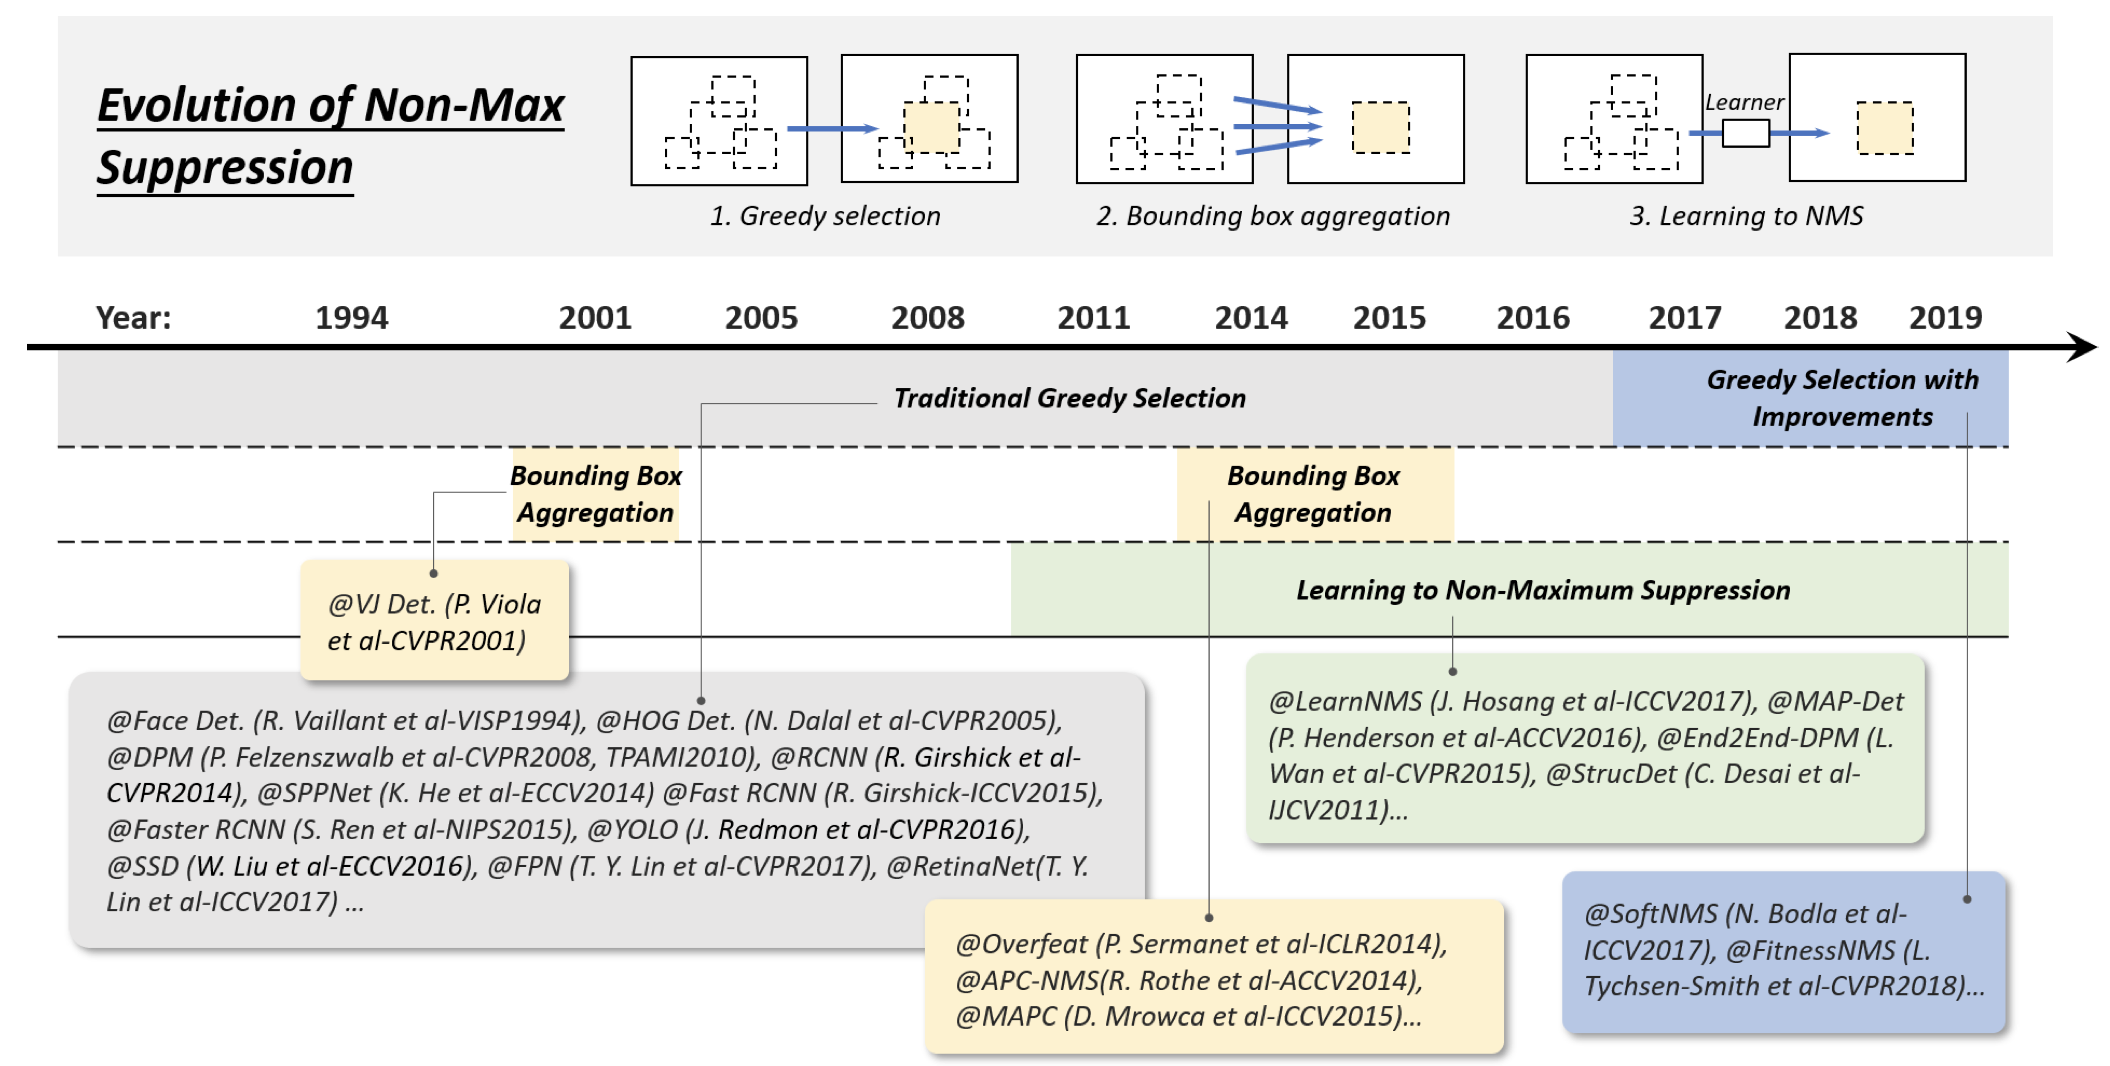 Evolution of Non-Max
Suppression
Learner
1. Greedy selection
2. Bounding box aggregation
3. Learning to NMS
Year: 1994 2001 2005 2008 2011 2014 2015 2016 2017 2018 2019
Traditional Greedy Selection
Greedy Selection with
Improvements
Bounding Box
Aggregation
Bounding Box
Aggregation
Learning to Non-Maximum Suppression
@VJ Det. (P. Viola
et al-CVPR2001)
@Face Det. (R. Vaillant et al-VISP1994), @HOG Det. (N. Dalal et al-CVPR2005),
@DPM (P. Felzenszwalb et al-CVPR2008, TPAMI2010), @RCNN (R. Girshick et al-
CVPR2014), @SPPNet (K. He et al-ECCV2014) @Fast RCNN (R. Girshick-ICCV2015),
@Faster RCNN (S. Ren et al-NIPS2015), @YOLO (J. Redmon et al-CVPR2016),
@SSD (W. Liu et al-ECCV2016), @FPN (T. Y. Lin et al-CVPR2017), @RetinaNet(T. Y.
Lin et al-ICCV2017) ...
@LearnNMS (J. Hosang et al-ICCV2017), @MAP-Det
(P. Henderson et al-ACCV2016), @End2End-DPM (L.
Wan et al-CVPR2015), @StrucDet (C. Desai et al-
IJCV2011)...
@Overfeat (P. Sermanet et al-ICLR2014),
@APC-NMS(R. Rothe et al-ACCV2014),
@MAPC (D. Mrowca et al-ICCV2015)...
@SoftNMS (N. Bodla et al-
ICCV2017), @FitnessNMS (L.
Tychsen-Smith et al-CVPR2018)...